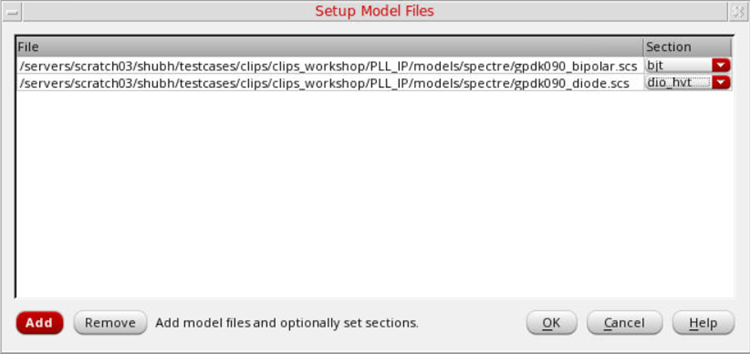 Setup Model Files
File Section
/servers/scratch03/shubh/testcases/clips/clips_workshop/PLL_IP/models/spectre/gpdk090_bipolar.scs bjt
/servers/scratch03/shubh/testcases/clips/clips_workshop/PLL_IP/models/spectre/gpdk090_diode.scs dio_hvt
Add Remove Add model files and optionally set sections. OK Cancel Help